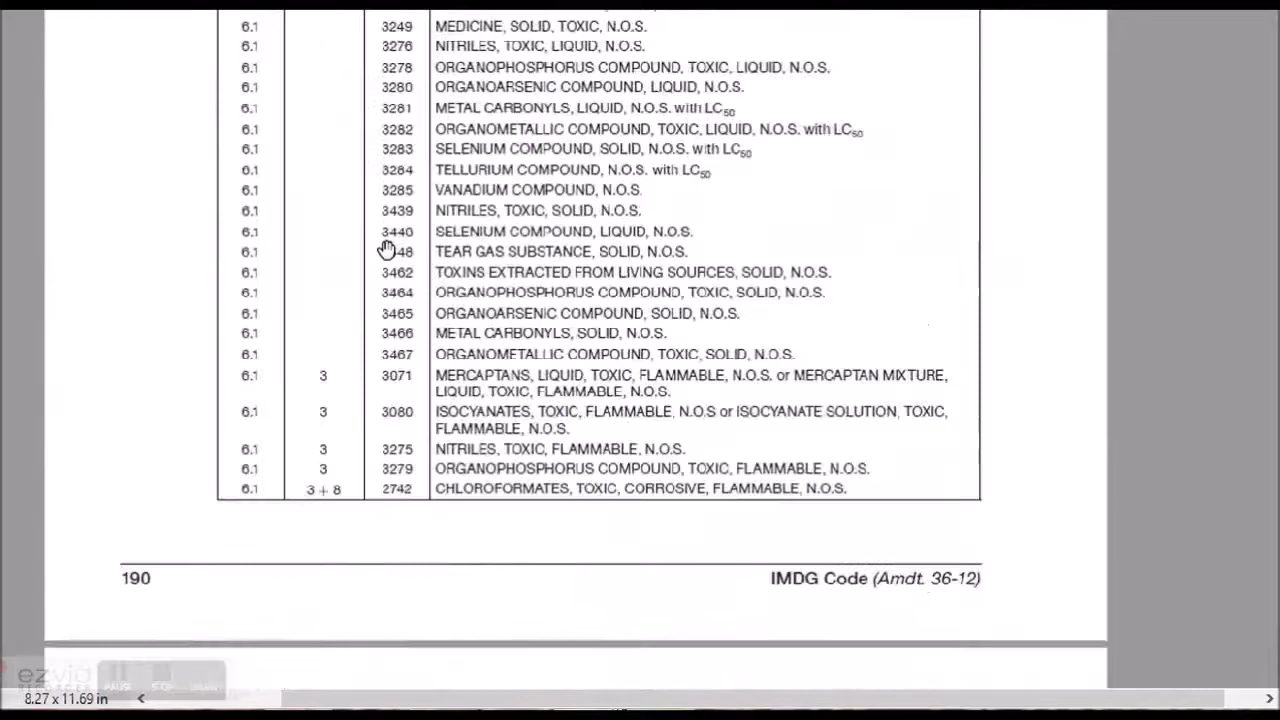 6.1 3249 MEDICINE, SOLID, TOXIC, N.O.S.
6.1 3276 NITRILES, TOXIC, LIQUID, N.O.S.
6.1 3278 ORGANOPHOSPHORUS COMPOUND, TOXIC, LIQUID, N.O.S.
6.1 3280 ORGANOARSENIC COMPOUND, LIQUID, N.O.S.
6.1 3281 METAL CARBONYLS, LIQUID, N.O.S. with LC50
6.1 3282 ORGANOMETALLIC COMPOUND, TOXIC, LIQUID, N.O.S. with LC50
6.1 3283 SELENIUM COMPOUND, SOLID, N.O.S. with LC50
6.1 3284 TELLURIUM COMPOUND, N.O.S. with LC50
6.1 3285 VANADIUM COMPOUND, N.O.S.
6.1 3439 NITRILES, TOXIC, SOLID, N.O.S.
6.1 3440 SELENIUM COMPOUND, LIQUID, N.O.S.
6.1 48 TEAR GAS SUBSTANCE, SOLID, N.O.S.
6.1 3462 TOXINS EXTRACTED FROM LIVING SOURCES, SOLID, N.O.S.
6.1 3464 ORGANOPHOSPHORUS COMPOUND, TOXIC, SOLID, N.O.S.
6.1 3465 ORGANOARSENIC COMPOUND, SOLID, N.O.S.
6.1 3466 METAL CARBONYLS, SOLID, N.O.S.
6.1 3467 ORGANOMETALLIC COMPOUND, TOXIC, SOLID, N.O.S.
6.1 3 3071 MERCAPTANS, LIQUID, TOXIC, FLAMMABLE, N.O.S. or MERCAPTAN MIXTURE,
LIQUID, TOXIC, FLAMMABLE, N.O.S.
6.1 3 3080 ISOCYANATES, TOXIC, FLAMMABLE, N.O.S or ISOCYANATE SOLUTION, TOXIC,
FLAMMABLE, N.O.S.
6.1 3 3275 NITRILES, TOXIC, FLAMMABLE, N.O.S.
6.1 3 3279 ORGANOPHOSPHORUS COMPOUND, TOXIC, FLAMMABLE, N.O.S.
6.1 3 + 8 2742 CHLOROFORMATES, TOXIC, CORROSIVE, FLAMMABLE, N.O.S.
190 IMDG Code (Amdt. 36-12)
ezvid
RECORDER PAUSE STOP
8.27 x 11.69 in